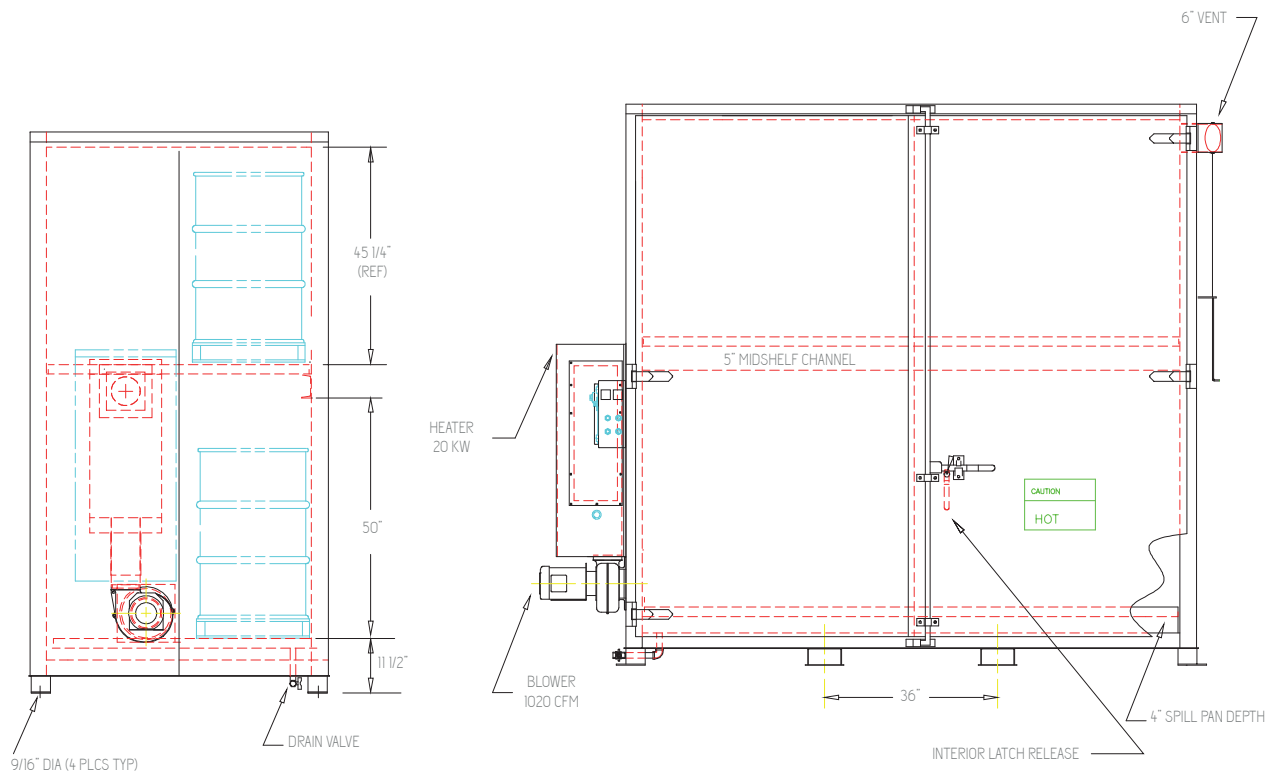 6" VENT
45 1/4"
(REF)
5" MIDSHELF CHANNEL
HEATER
20 KW
CAUTION
HOT
50"
11 1/2"
BLOWER
1020 CFM
36"
4" SPILL PAN DEPTH
DRAIN VALVE
INTERIOR LATCH RELEASE
9/16" DIA (4 PLCS TYP)